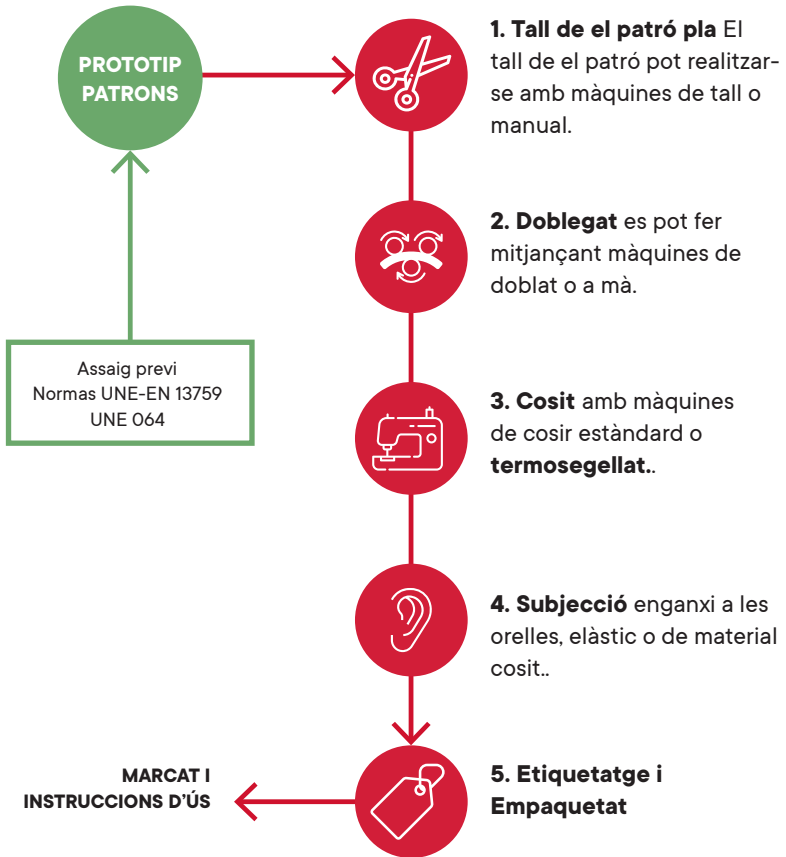 PROTOTIP
PATRONS
1. Tall de el patró pla El
tall de el patró pot realitzar-
se amb màquines de tall o
manual.
2. Doblegat es pot fer
mitjançant màquines de
doblat o a mà.
Assaig previ
Normas UNE-EN 13759
UNE 064
3. Cosit amb màquines
de cosir estàndard o
termosegellat..
4. Subjecció enganxi a les
orelles, elàstic o de material
cosit..
MARCAT I
INSTRUCCIONS D'ÚS
5. Etiquetatge i
Empaquetat